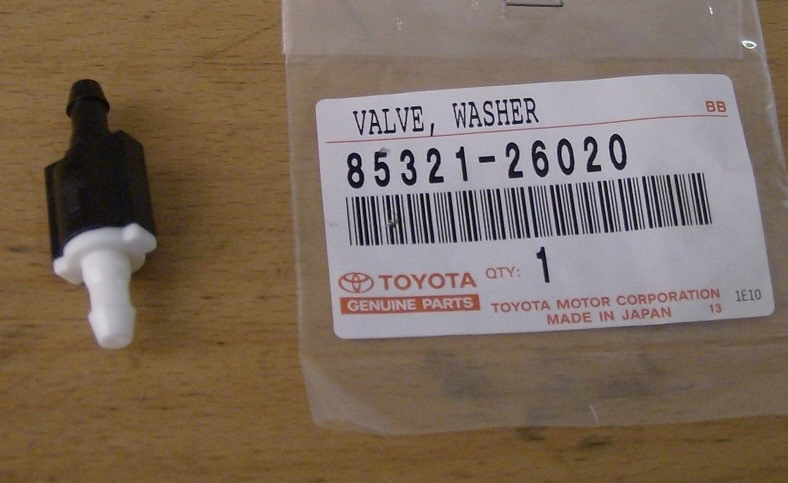 VALVE, WASHER
BB
85321-26020
TOYOTA
GENUINE PARTS
QTY: 1
TOYOTA MOTOR CORPORATION
MADE IN JAPAN 13
1E10